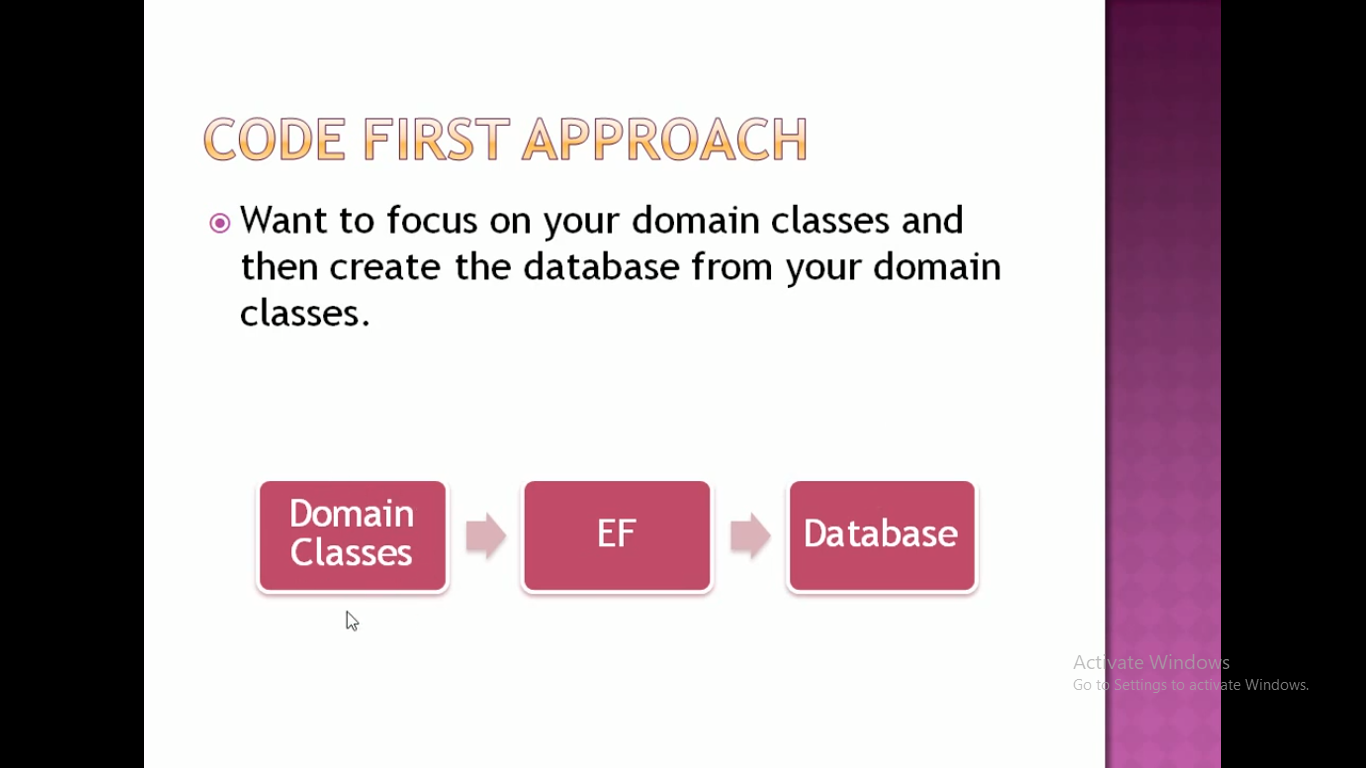 CODE FIRST APPROACH
Want to focus on your domain classes and
then create the database from your domain
classes.
Domain
Classes
EF
Database
Activate Windows
Go to Settings to activate Windows.